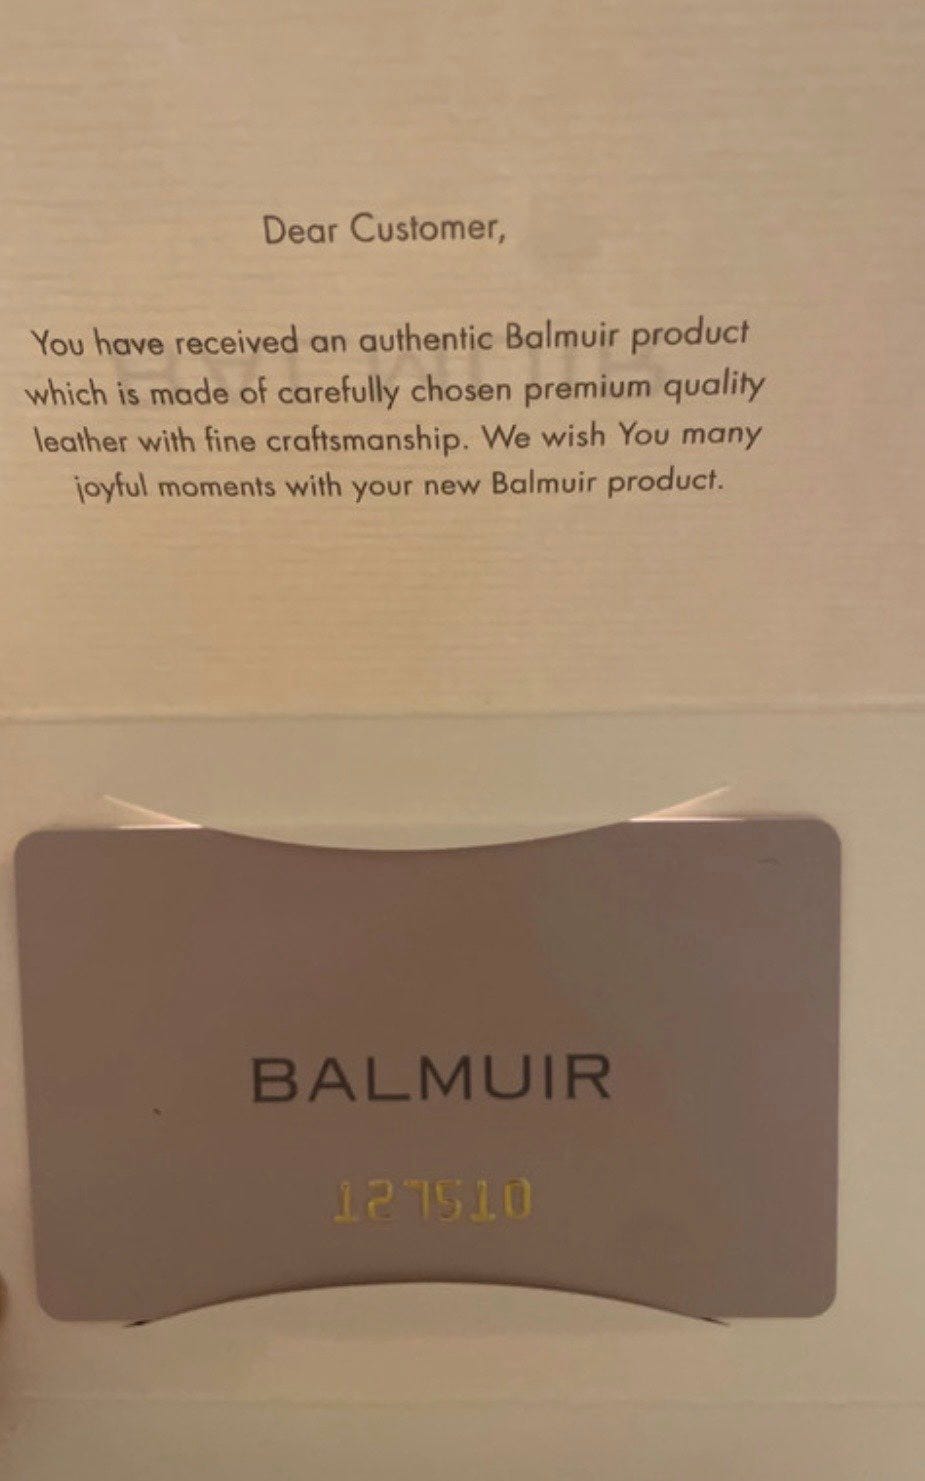 Dear Customer,
You have received an authentic Balmuir product
which is made of carefully chosen premium quality
leather with fine craftsmanship. We wish You many
joyful moments with your new Balmuir product.
BALMUIR
127510